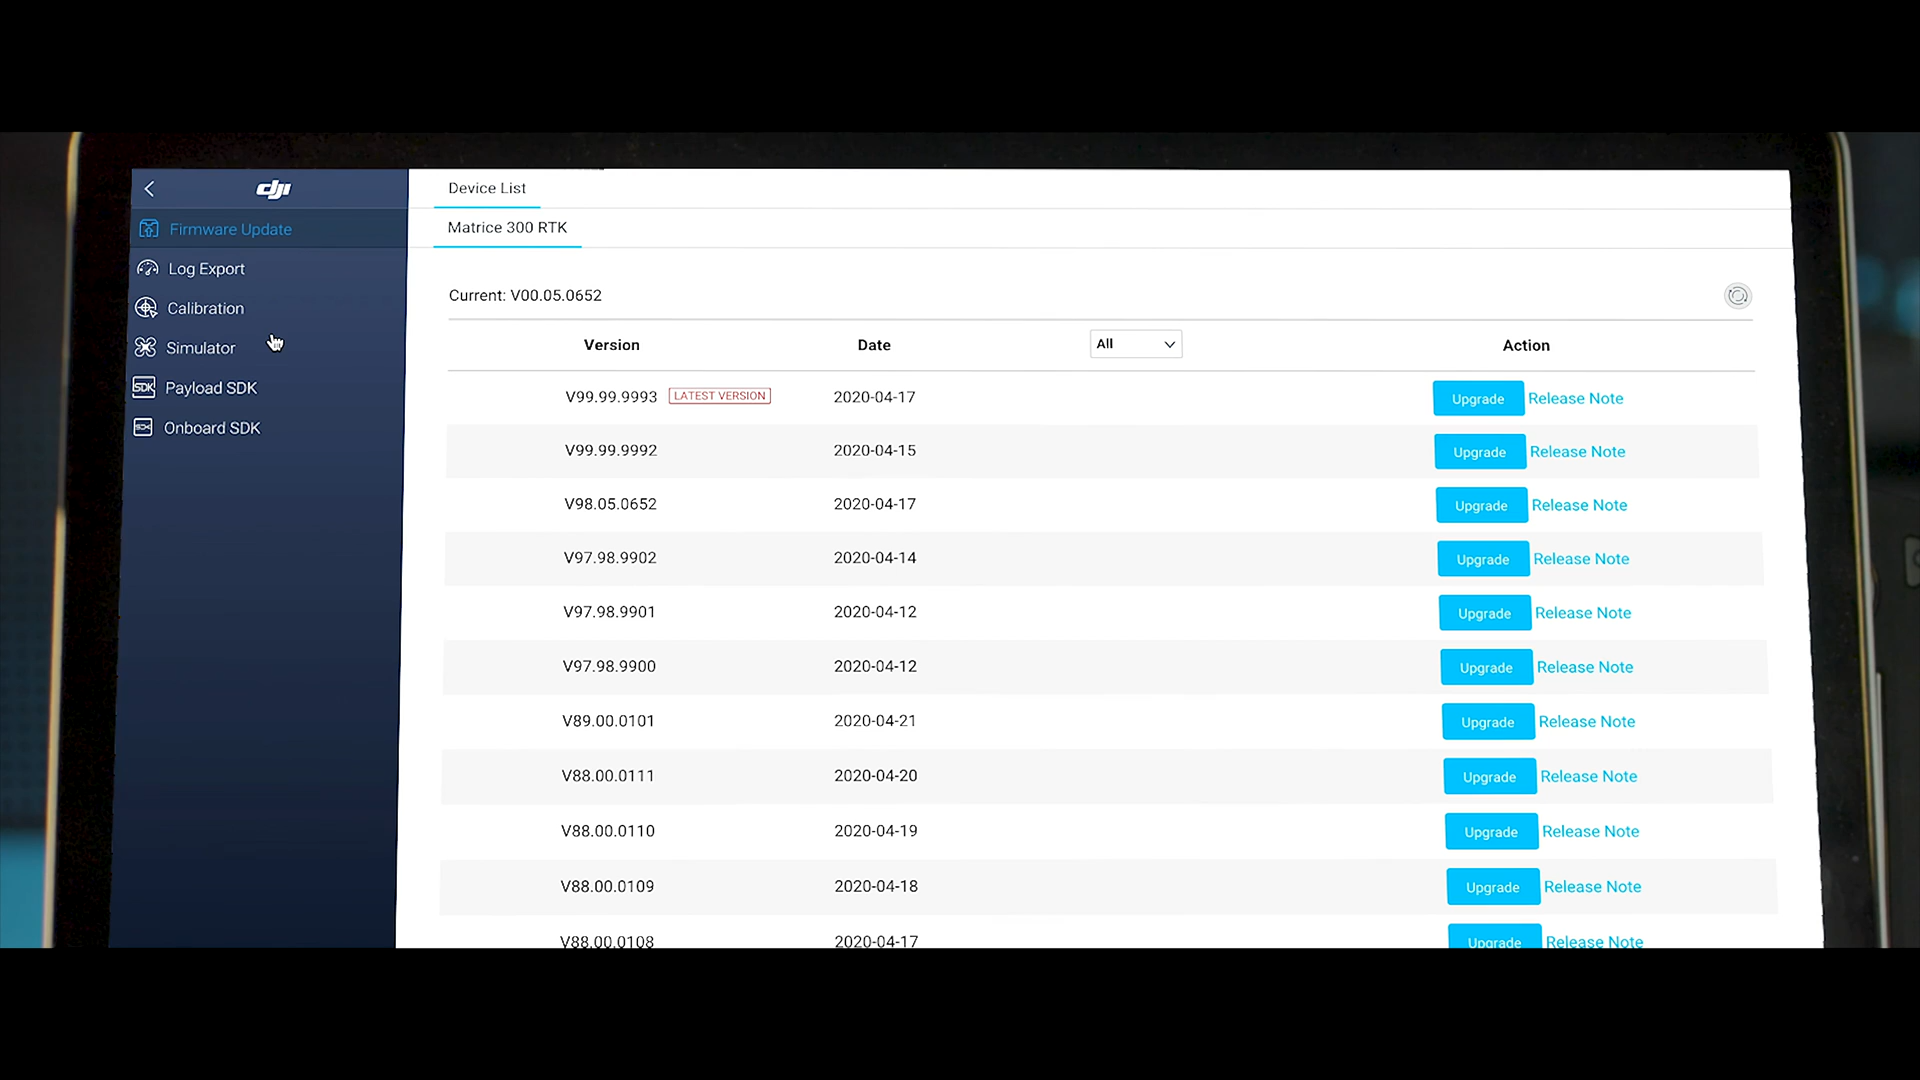 dji
Device List
Firmware Update
Matrice 300 RTK
Log Export
Current: V00.05.0652
Calibration
Simulator
Payload SDK
Onboard SDK
Version Date All Action
V99.99.9993 LATEST VERSION 2020-04-17 Upgrade Release Note
V99.99.9992 2020-04-15 Upgrade Release Note
V98.05.0652 2020-04-17 Upgrade Release Note
V97.98.9902 2020-04-14 Upgrade Release Note
V97.98.9901 2020-04-12 Upgrade Release Note
V97.98.9900 2020-04-12 Upgrade Release Note
V89.00.0101 2020-04-21 Upgrade Release Note
V88.00.0111 2020-04-20 Upgrade Release Note
V88.00.0110 2020-04-19 Upgrade Release Note
V88.00.0109 2020-04-18 Upgrade Release Note
V88.00.0108 2020-04-17 Upgrade Release Note